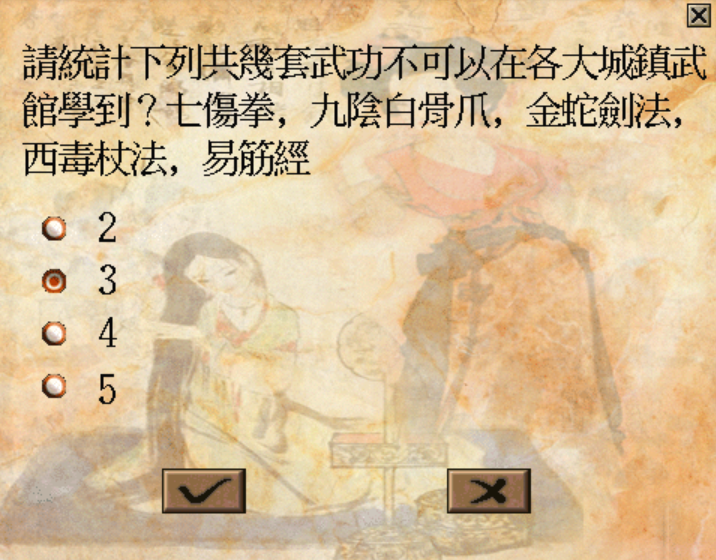 請統計下列共幾套武功不可以在各大城鎮武
館學到？七傷拳，九陰白骨爪，金蛇劍法，
西毒杖法，易筋經
2
3
4
5